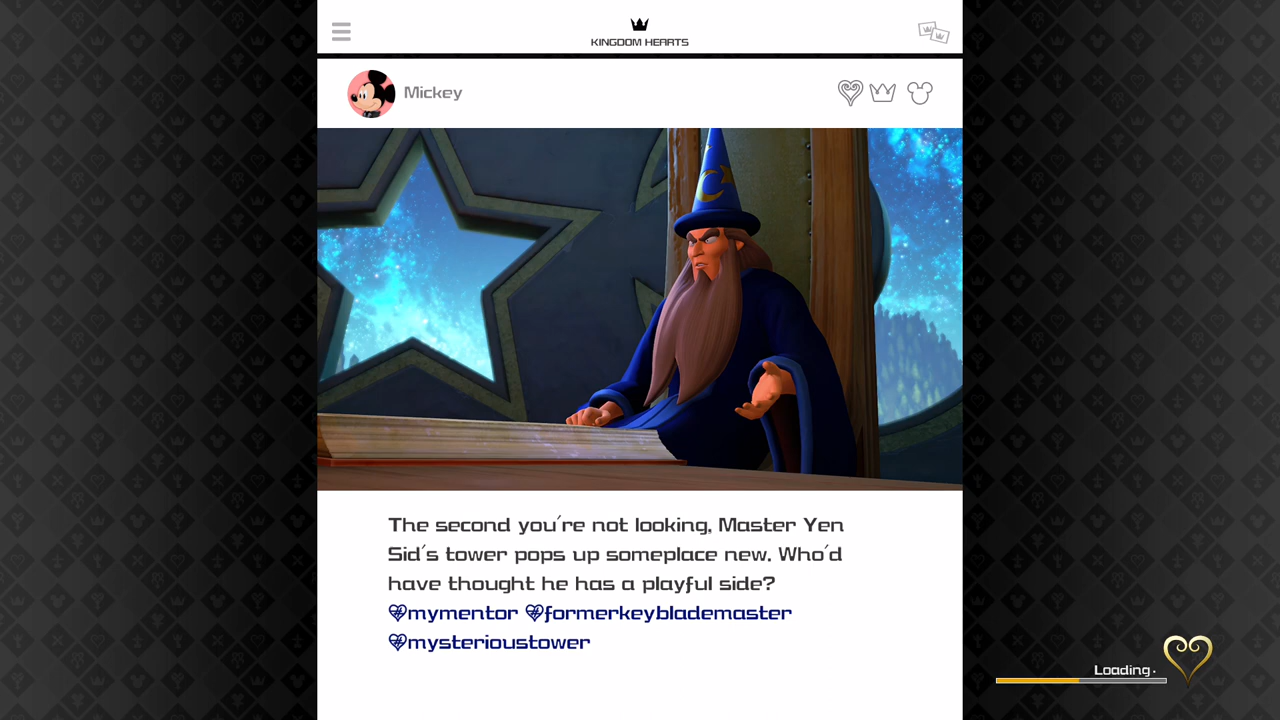 KINGDOM HEARTS
Mickey
The second you're not looking, Master Yen
Sid's tower pops up someplace new. Who'd
have thought he has a playful side?
#mymentor #formerkeyblademaster
#mysterioustower
Loading.